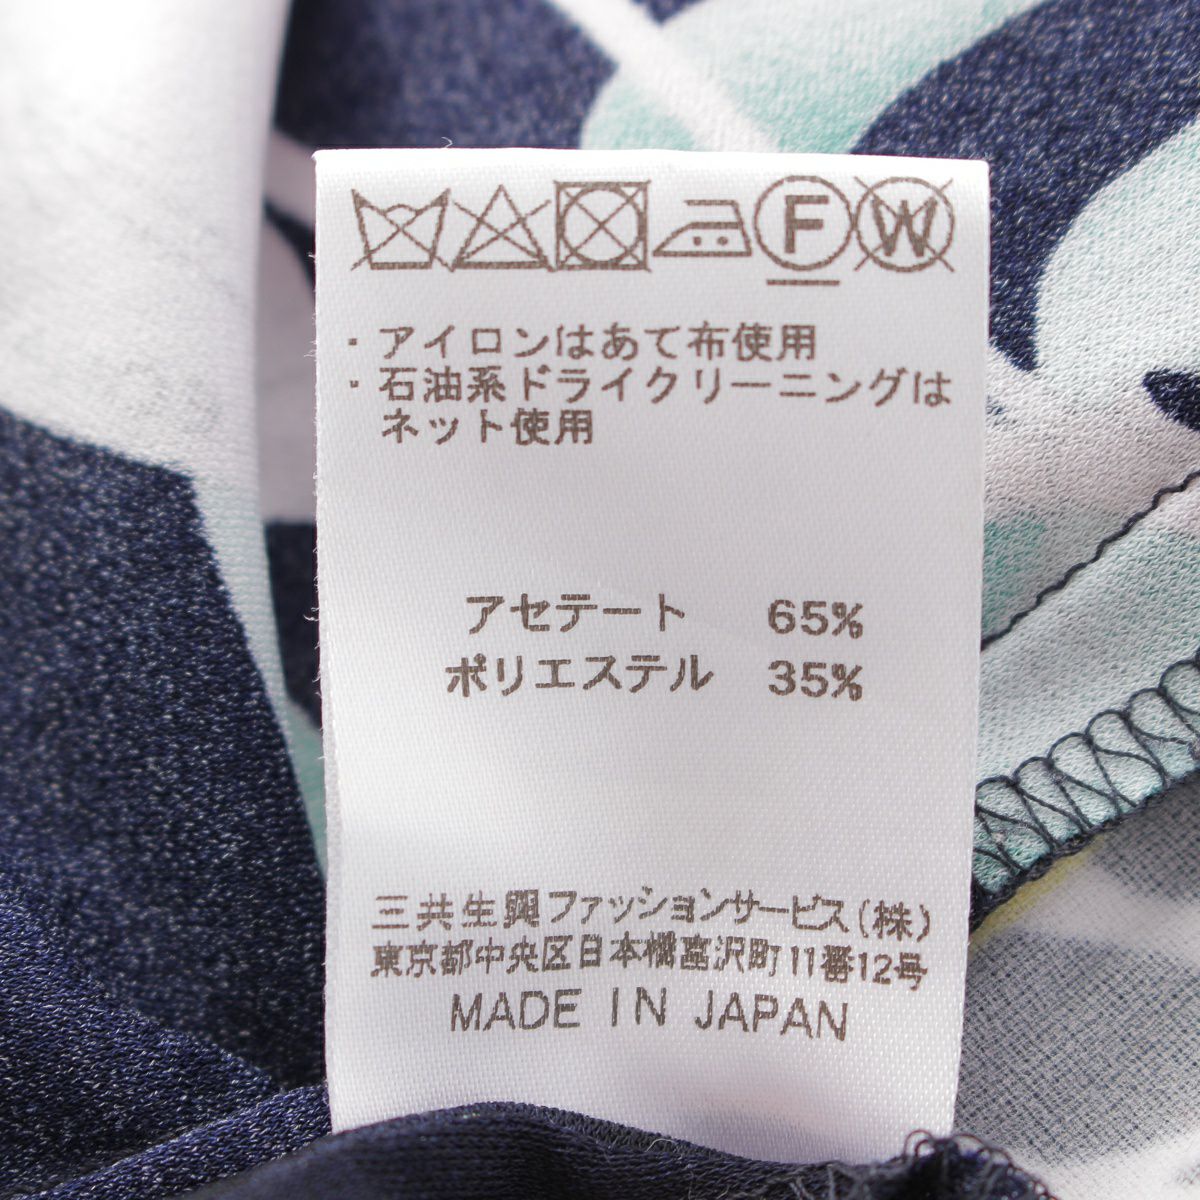 F W
・アイロンはあて布使用
・石油系ドライクリーニングは
ネット使用
アセテート 65%
ポリエステル 35%
三共生興ファッションサービス(株)
東京都中央区日本橋富沢町11番12号
MADE IN JAPAN